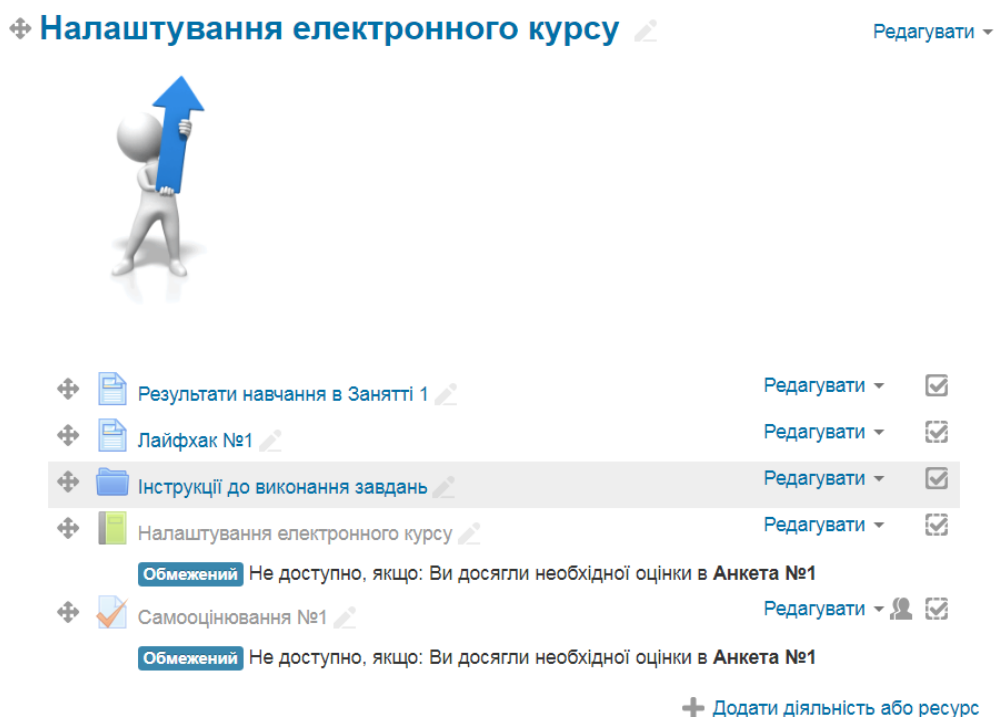 Налаштування електронного курсу Редагувати
Результати навчання в Занятті 1 Редагувати
Лайфхак №1 Редагувати
Інструкції до виконання завдань Редагувати
Налаштування електронного курсу Редагувати
Обмежений Не доступно, якщо: Ви досягли необхідної оцінки в Анкета №1
Самооцінювання №1 Редагувати
Обмежений Не доступно, якщо: Ви досягли необхідної оцінки в Анкета №1
Додати діяльність або ресурс